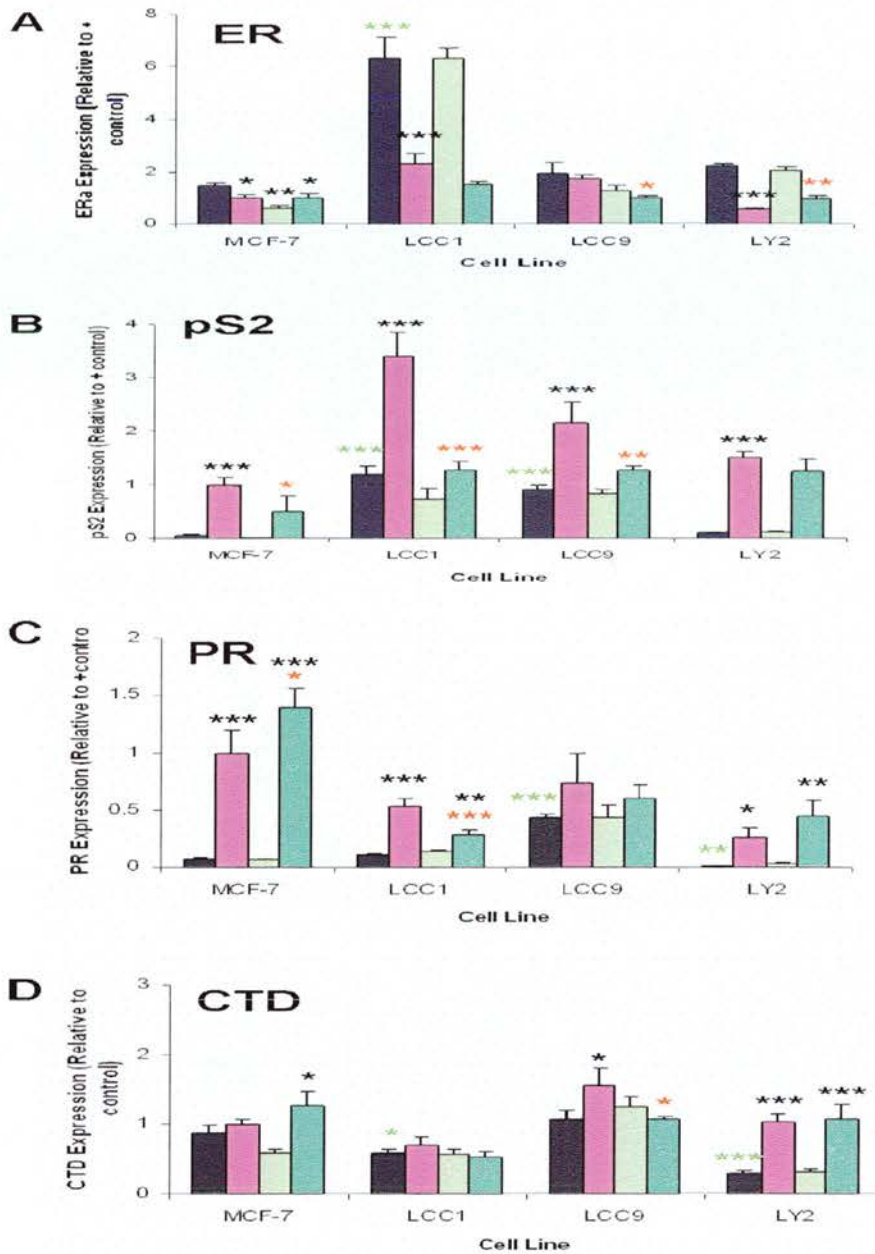 A
ER
ERa Expression (Relative to + control)
8
6
4
2
0
***
***
*
**
*
*
***
**
MCF-7
LCC1
LCC9
LY2
Cell Line
B
pS2
pS2 Expression (Relative to + control)
4
3
2
1
0
***
*
***
***
***
***
***
**
***
MCF-7
LCC1
LCC9
LY2
Cell Line
C
PR
PR Expression (Relative to +contro
2
1.5
1
0.5
0
***
***
*
***
**
***
***
**
*
**
MCF-7
LCC1
LCC9
LY2
Cell Line
D
CTD
CTD Expression (Relative to control)
3
2
1
0
*
*
*
*
***
***
***
MCF-7
LCC1
LCC9
LY2
Cell Line